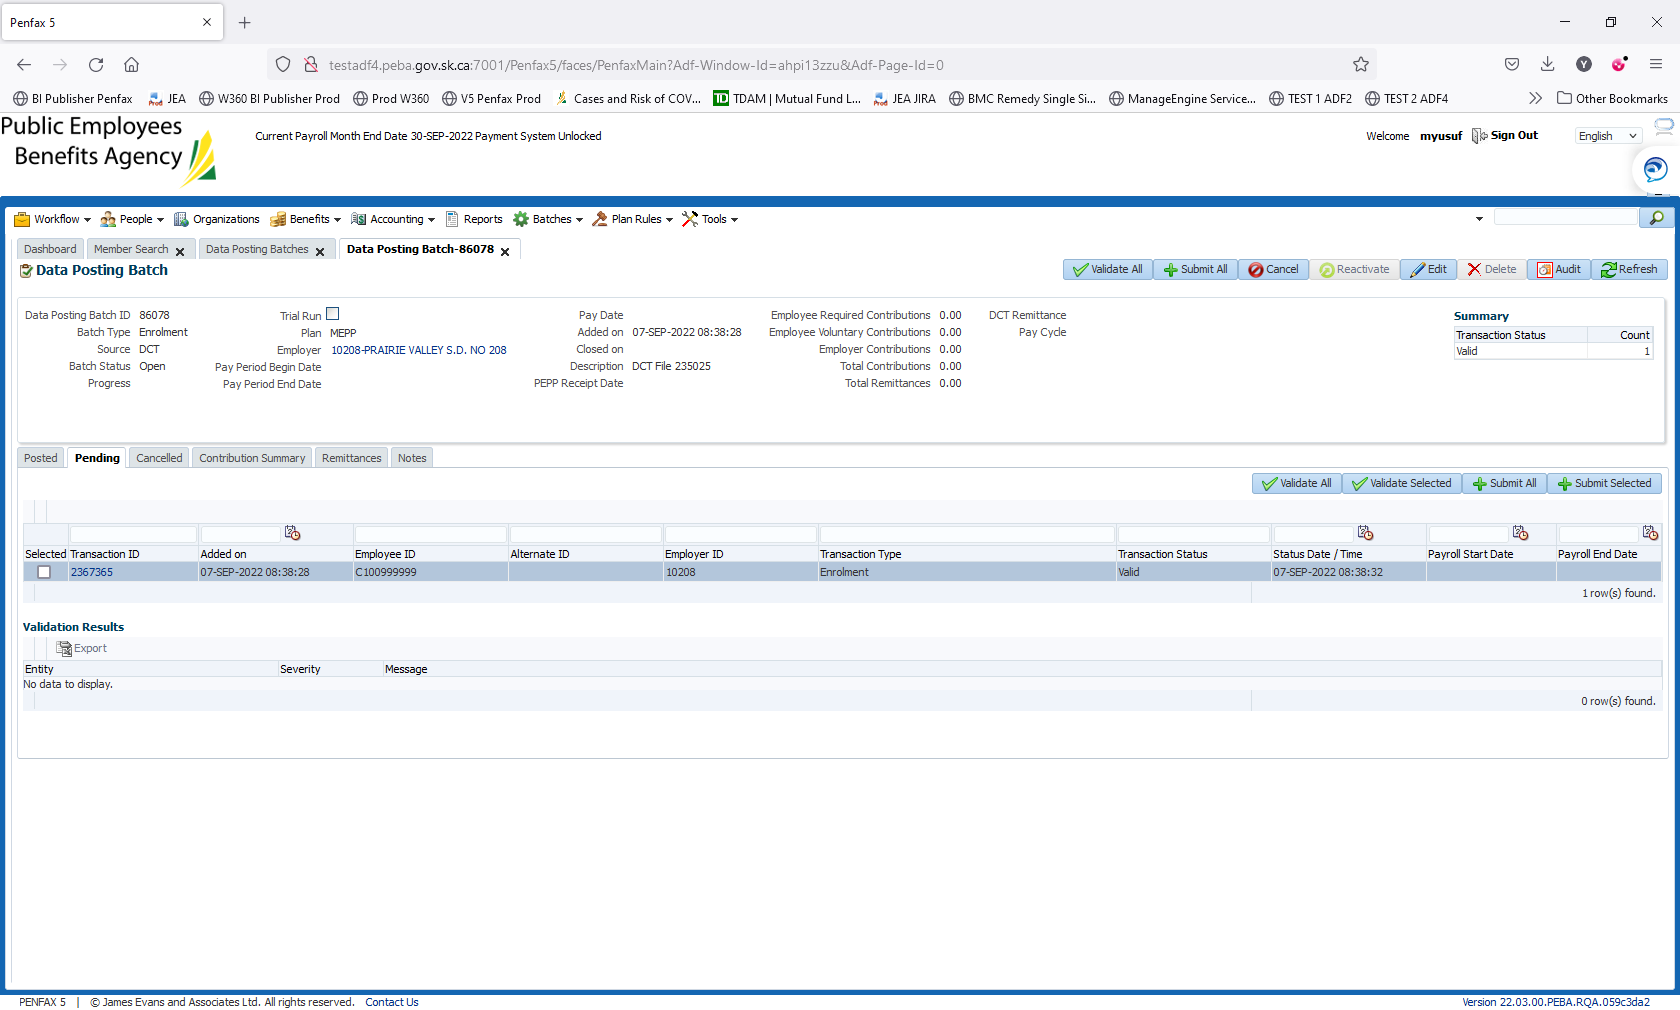 Penfax 5
testadf4.peba.gov.sk.ca:7001/Penfax5/faces/PenfaxMain?Adf-Window-Id=ahpi13zzu&Adf-Page-Id=0
BI Publisher Penfax JEA W360 BI Publisher Prod Prod W360 V5 Penfax Prod Cases and Risk of COV... TDAM | Mutual Fund L... JEA JIRA BMC Remedy Single Si... ManageEngine Service... TEST 1 ADF2 TEST 2 ADF4 Other Bookmarks
Public Employees
Benefits Agency
Current Payroll Month End Date 30-SEP-2022 Payment System Unlocked
Welcome myusuf Sign Out English
Workflow People Organizations Benefits Accounting Reports Batches Plan Rules Tools
Dashboard Member Search Data Posting Batches Data Posting Batch-86078
Data Posting Batch
Validate All Submit All Cancel Reactivate Edit Delete Audit Refresh
Data Posting Batch ID 86078
Batch Type Enrolment
Source DCT
Batch Status Open
Progress
Trial Run
Plan MEPP
Employer 10208-PRAIRIE VALLEY S.D. NO 208
Pay Period Begin Date
Pay Period End Date
Pay Date
Added on 07-SEP-2022 08:38:28
Closed on
Description DCT File 235025
PEPP Receipt Date
Employee Required Contributions 0.00
Employee Voluntary Contributions 0.00
Employer Contributions 0.00
Total Contributions 0.00
Total Remittances 0.00
DCT Remittance
Pay Cycle
Summary
Transaction Status Count
Valid 1
Posted Pending Cancelled Contribution Summary Remittances Notes
Validate All Validate Selected Submit All Submit Selected
Selected Transaction ID Added on Employee ID Alternate ID Employer ID Transaction Type Transaction Status Status Date / Time Payroll Start Date Payroll End Date
2367365 07-SEP-2022 08:38:28 C100999999 10208 Enrolment Valid 07-SEP-2022 08:38:32
1 row(s) found.
Validation Results
Export
Entity Severity Message
No data to display.
0 row(s) found.
PENFAX 5 | © James Evans and Associates Ltd. All rights reserved. Contact Us Version 22.03.00.PEBA.RQA.059c3da2